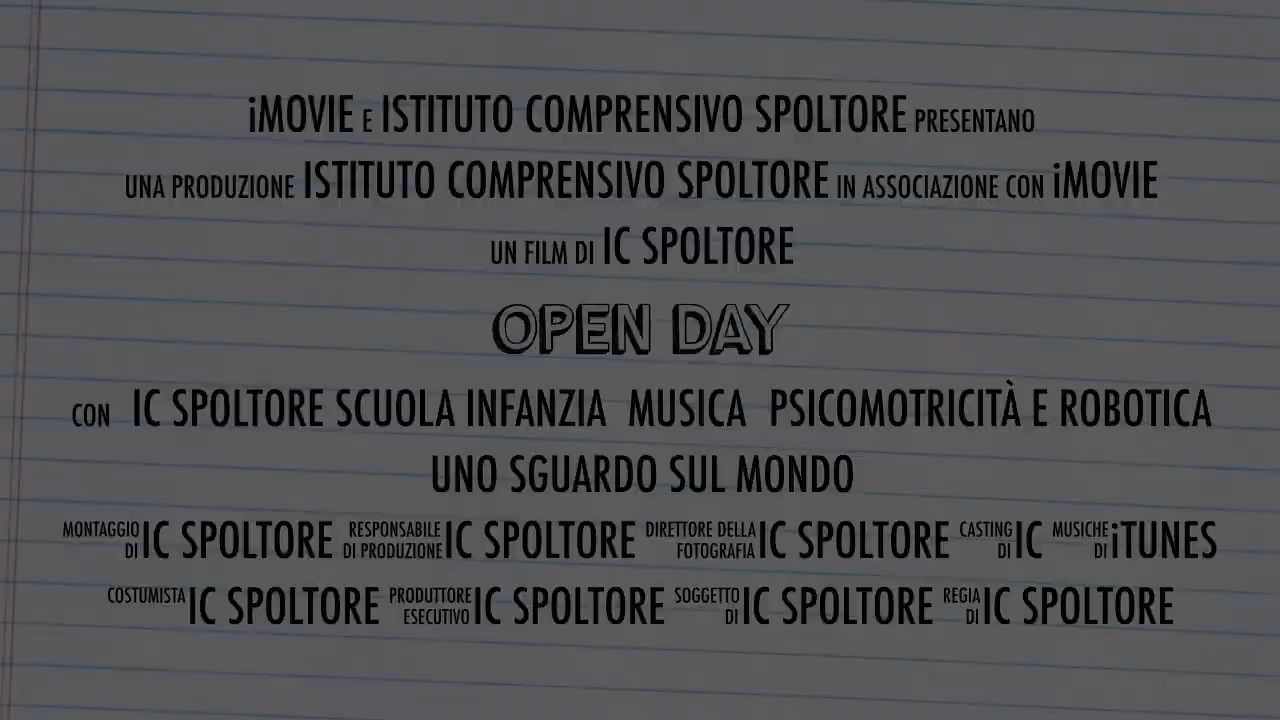 iMOVIE E ISTITUTO COMPRENSIVO SPOLTORE PRESENTANO
UNA PRODUZIONE ISTITUTO COMPRENSIVO SPOLTORE IN ASSOCIAZIONE CON iMOVIE
UN FILM DI IC SPOLTORE
OPEN DAY
CON IC SPOLTORE SCUOLA INFANZIA MUSICA PSICOMOTRICITÀ E ROBOTICA
UNO SGUARDO SUL MONDO
MONTAGGIO DI IC SPOLTORE RESPONSABILE DI PRODUZIONE IC SPOLTORE DIRETTORE DELLA FOTOGRAFIA IC SPOLTORE CASTING DI IC MUSICHE DI iTUNES
COSTUMISTA IC SPOLTORE PRODUTTORE ESECUTIVO IC SPOLTORE SOGGETTO DI IC SPOLTORE REGIA DI IC SPOLTORE